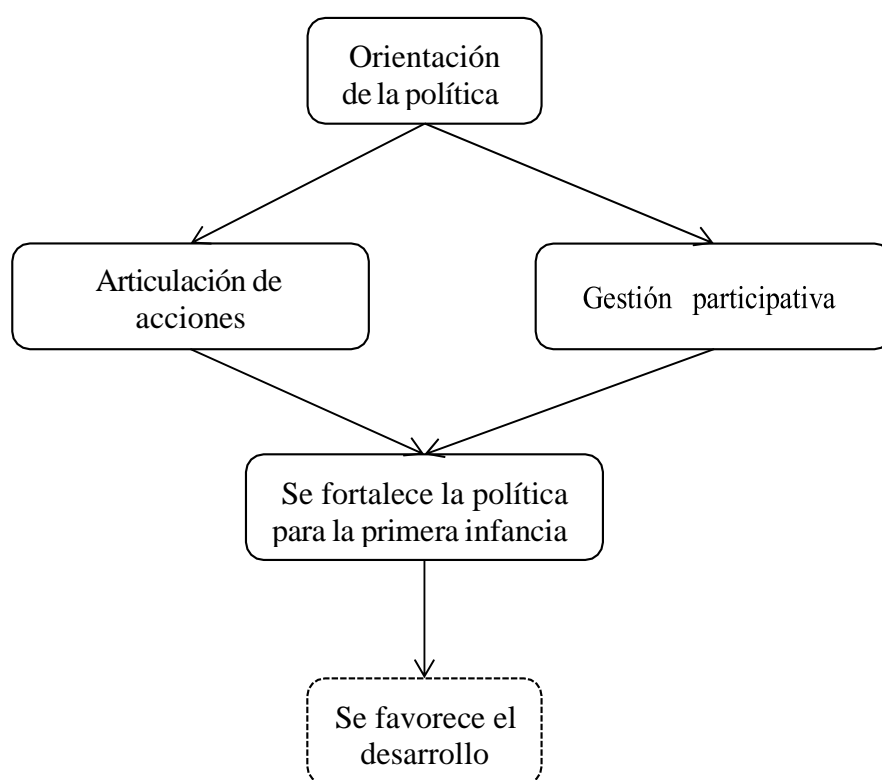 Orientación
de la política
Articulación de
acciones
Gestión participativa
Se fortalece la política
para la primera infancia
Se favorece el
desarrollo